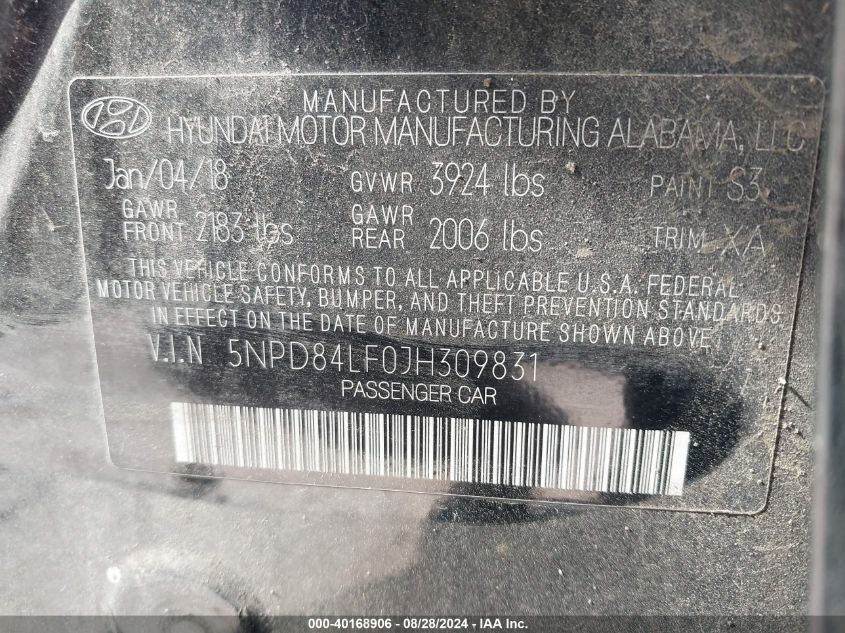 MANUFACTURED BY
HYUNDAI MOTOR MANUFACTURING ALABAMA, LLC
Jan/04/18 GVWR 3924 lbs PAINT S3
GAWR FRONT 2183 lbs GAWR REAR 2006 lbs TRIM XA
THIS VEHICLE CONFORMS TO ALL APPLICABLE U.S.A. FEDERAL
MOTOR VEHICLE SAFETY, BUMPER, AND THEFT PREVENTION STANDARDS
IN EFFECT ON THE DATE OF MANUFACTURE SHOWN ABOVE.
V.I.N 5NPD84LF0JH309831
PASSENGER CAR
000-40168906 - 08/28/2024 - IAA Inc.